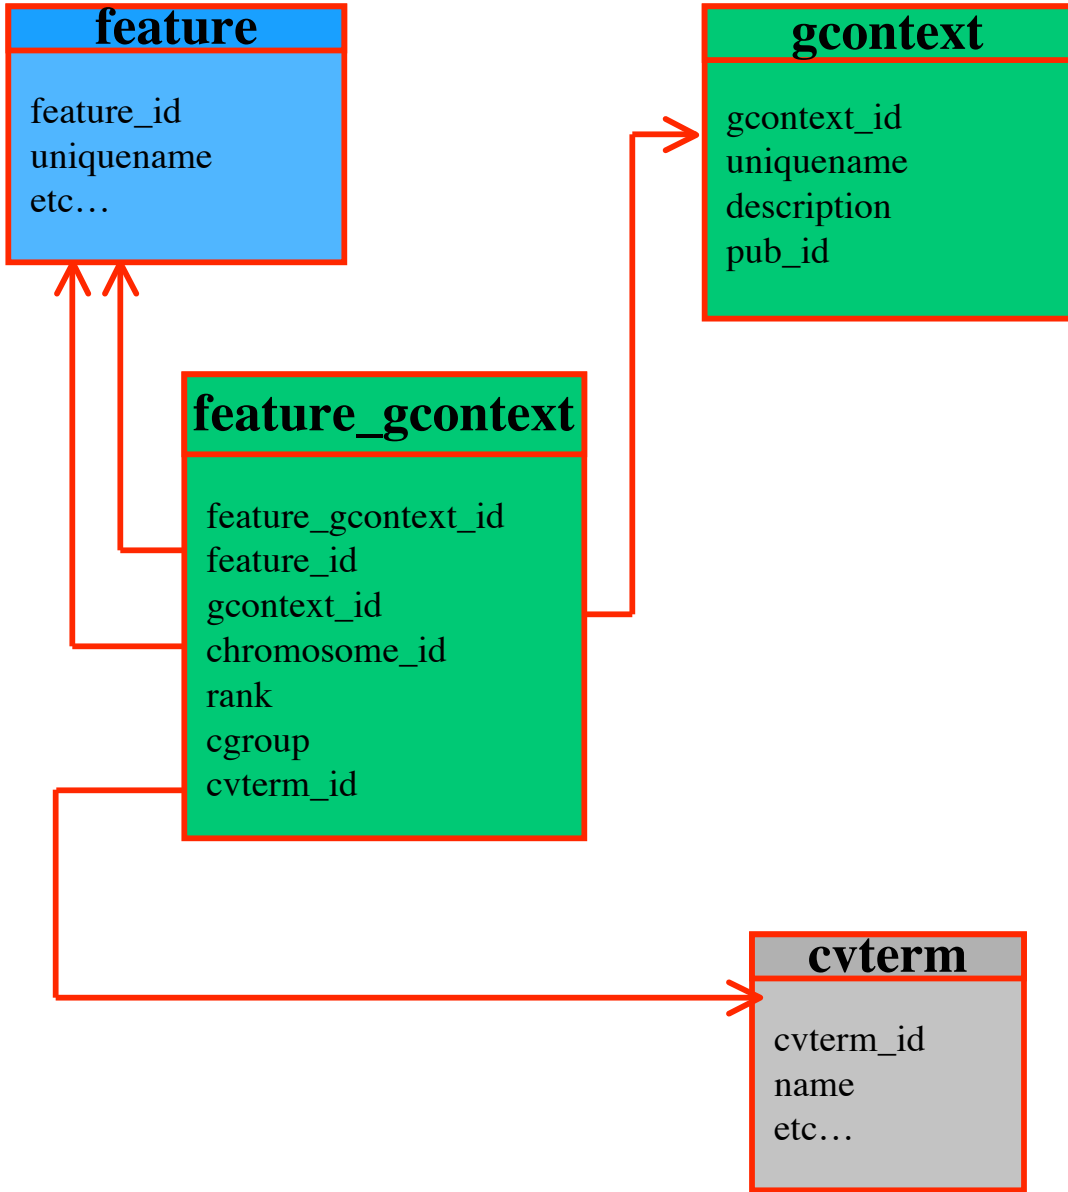 feature
feature_id
uniquename
etc…
gcontext
gcontext_id
uniquename
description
pub_id
feature_gcontext
feature_gcontext_id
feature_id
gcontext_id
chromosome_id
rank
cgroup
cvterm_id
cvterm
cvterm_id
name
etc…